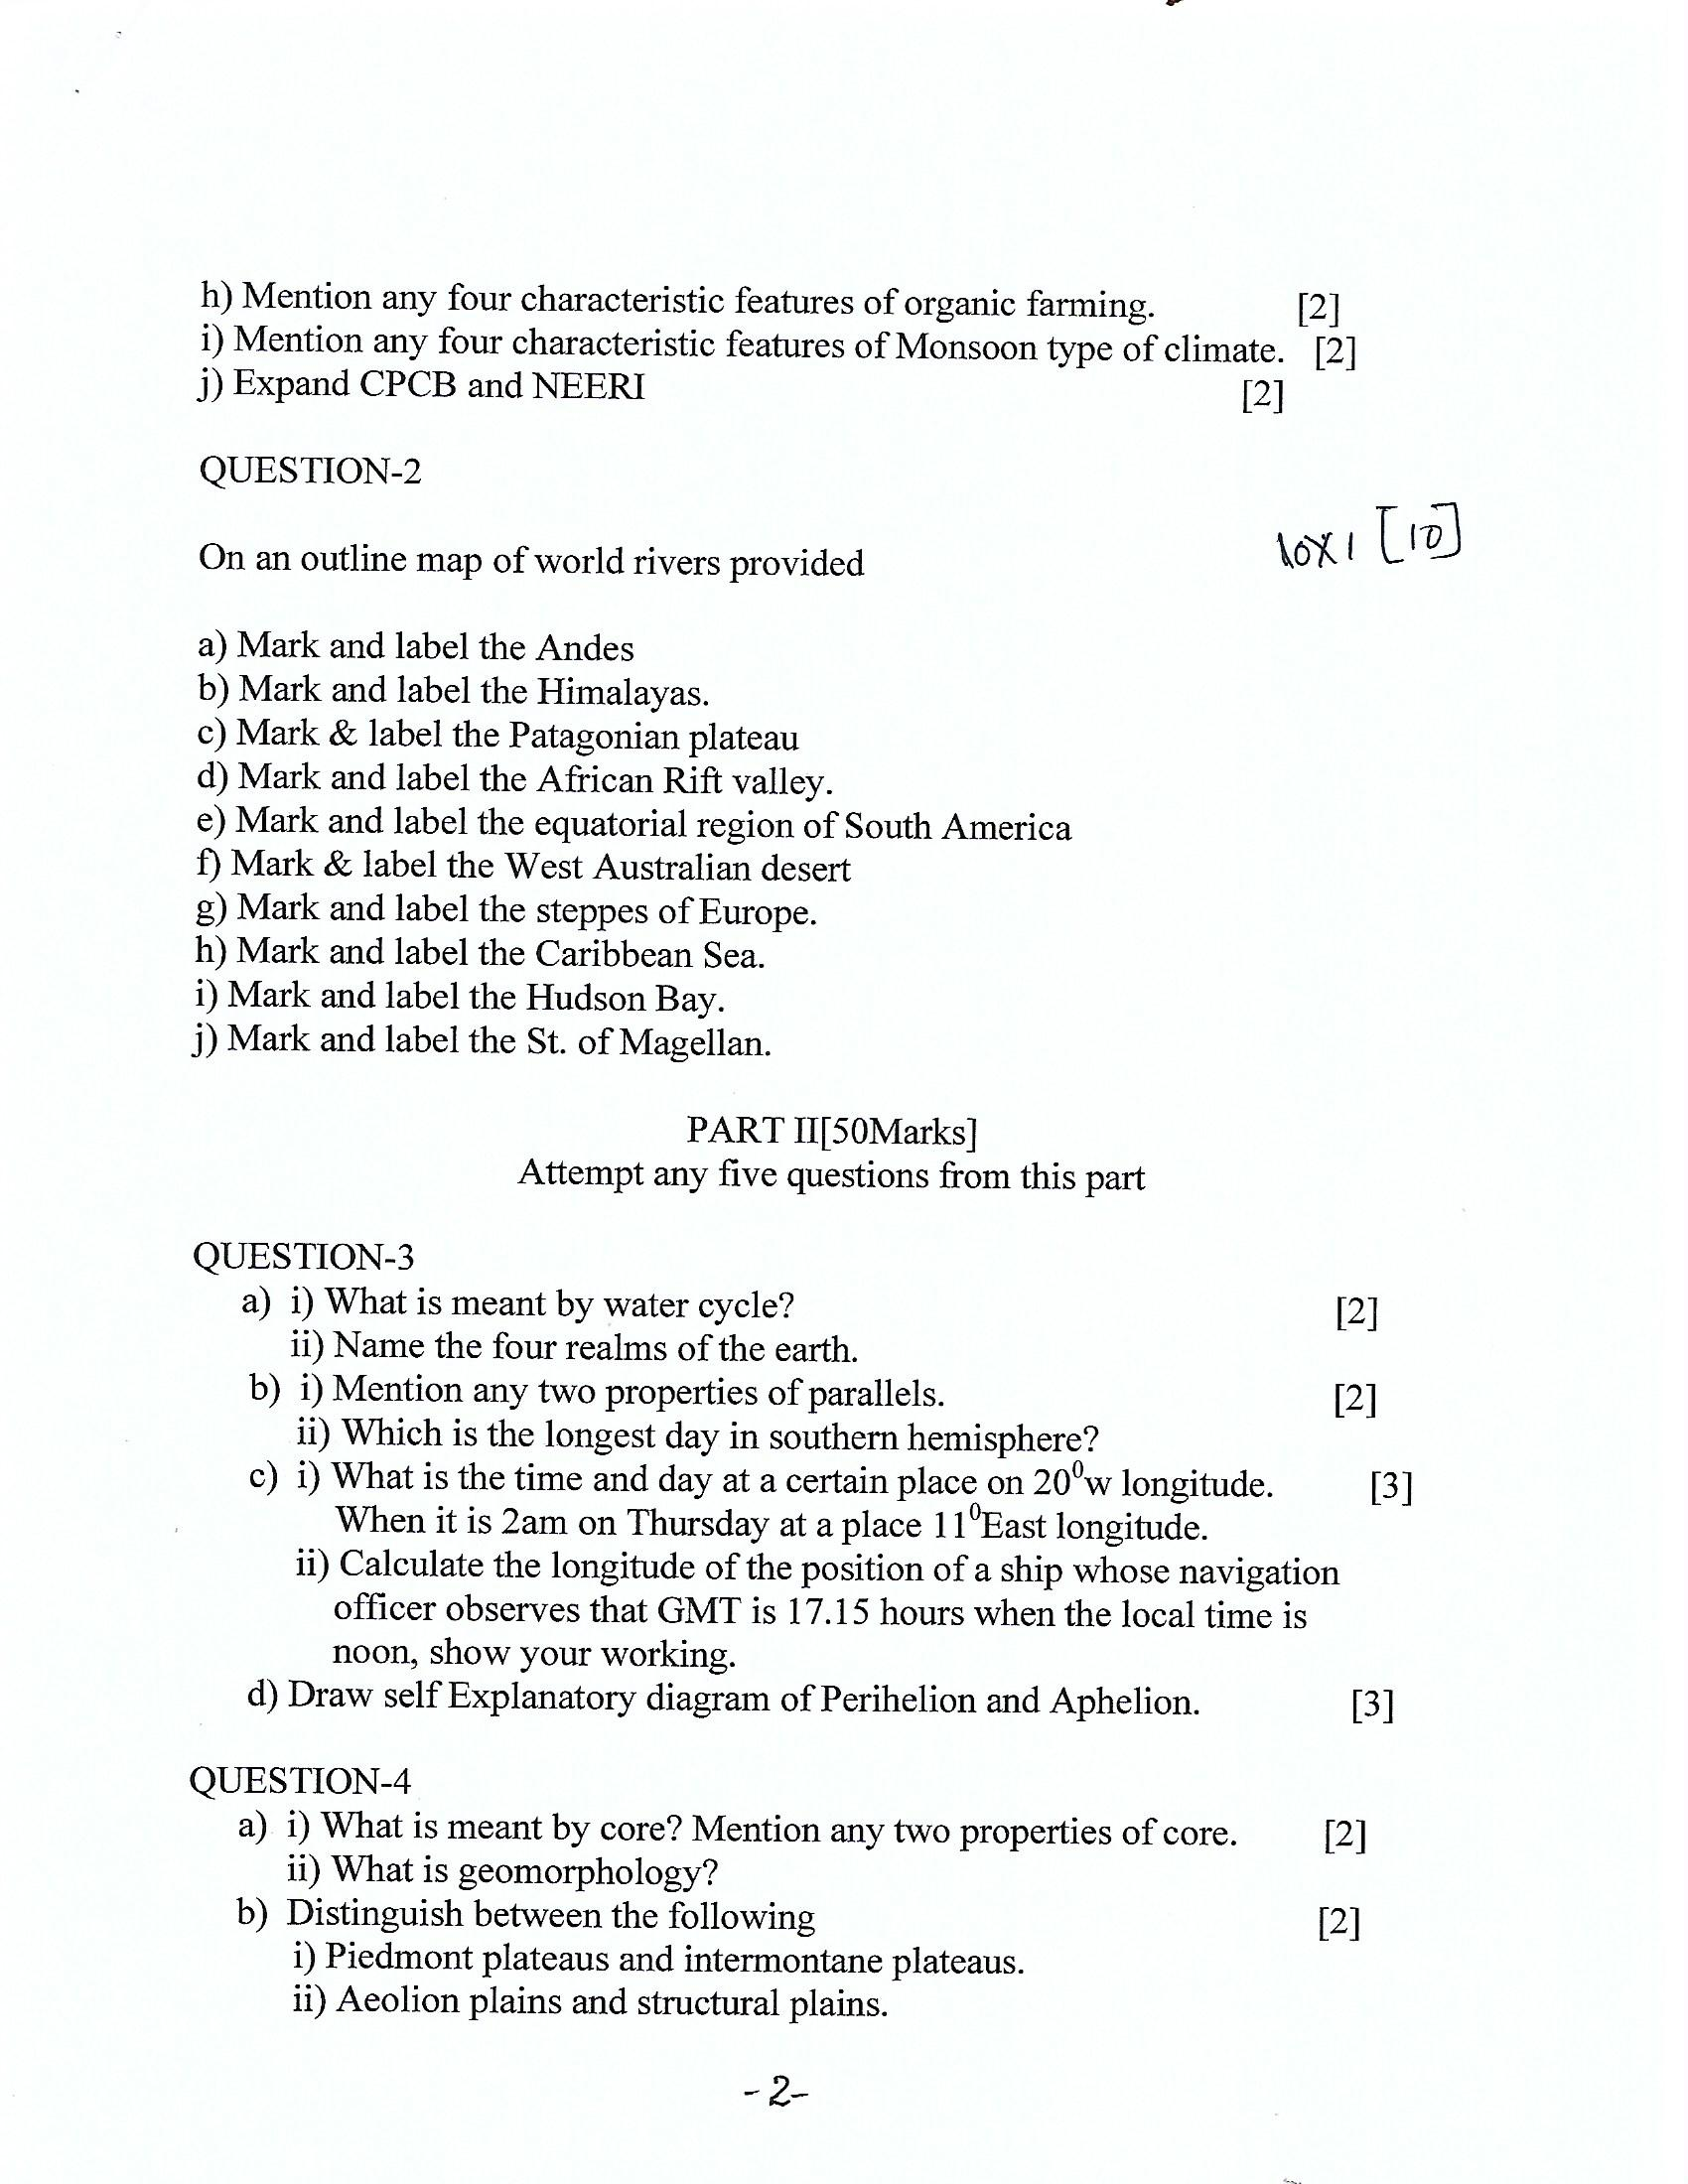 h) Mention any four characteristic features of organic farming. [2]
i) Mention any four characteristic features of Monsoon type of climate. [2]
j) Expand CPCB and NEERI [2]
QUESTION-2
On an outline map of world rivers provided 10X1 [10]
a) Mark and label the Andes
b) Mark and label the Himalayas.
c) Mark & label the Patagonian plateau
d) Mark and label the African Rift valley.
e) Mark and label the equatorial region of South America
f) Mark & label the West Australian desert
g) Mark and label the steppes of Europe.
h) Mark and label the Caribbean Sea.
i) Mark and label the Hudson Bay.
j) Mark and label the St. of Magellan.
PART II[50Marks]
Attempt any five questions from this part
QUESTION-3
a) i) What is meant by water cycle? [2]
ii) Name the four realms of the earth.
b) i) Mention any two properties of parallels. [2]
ii) Which is the longest day in southern hemisphere?
c) i) What is the time and day at a certain place on 20⁰w longitude. [3]
When it is 2am on Thursday at a place 11⁰East longitude.
ii) Calculate the longitude of the position of a ship whose navigation
officer observes that GMT is 17.15 hours when the local time is
noon, show your working.
d) Draw self Explanatory diagram of Perihelion and Aphelion. [3]
QUESTION-4
a) i) What is meant by core? Mention any two properties of core. [2]
ii) What is geomorphology?
b) Distinguish between the following [2]
i) Piedmont plateaus and intermontane plateaus.
ii) Aeolion plains and structural plains.
-2-